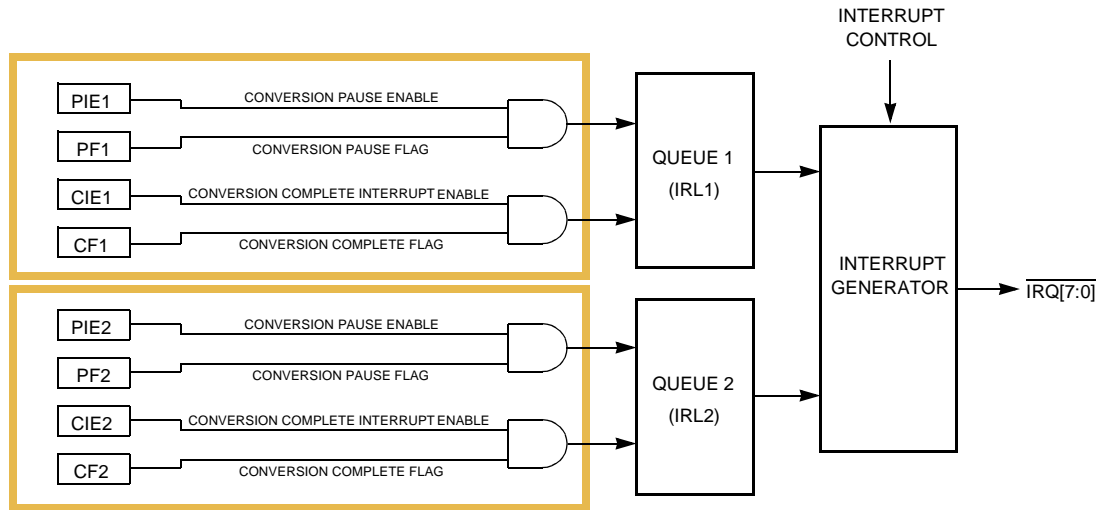 INTERRUPT
CONTROL
PIE1
CONVERSION PAUSE ENABLE
PF1
CONVERSION PAUSE FLAG
CIE1
CONVERSION COMPLETE INTERRUPT ENABLE
CF1
CONVERSION COMPLETE FLAG
QUEUE 1
(IRL1)
PIE2
CONVERSION PAUSE ENABLE
PF2
CONVERSION PAUSE FLAG
CIE2
CONVERSION COMPLETE INTERRUPT ENABLE
CF2
CONVERSION COMPLETE FLAG
QUEUE 2
(IRL2)
INTERRUPT
GENERATOR
IRQ[7:0]